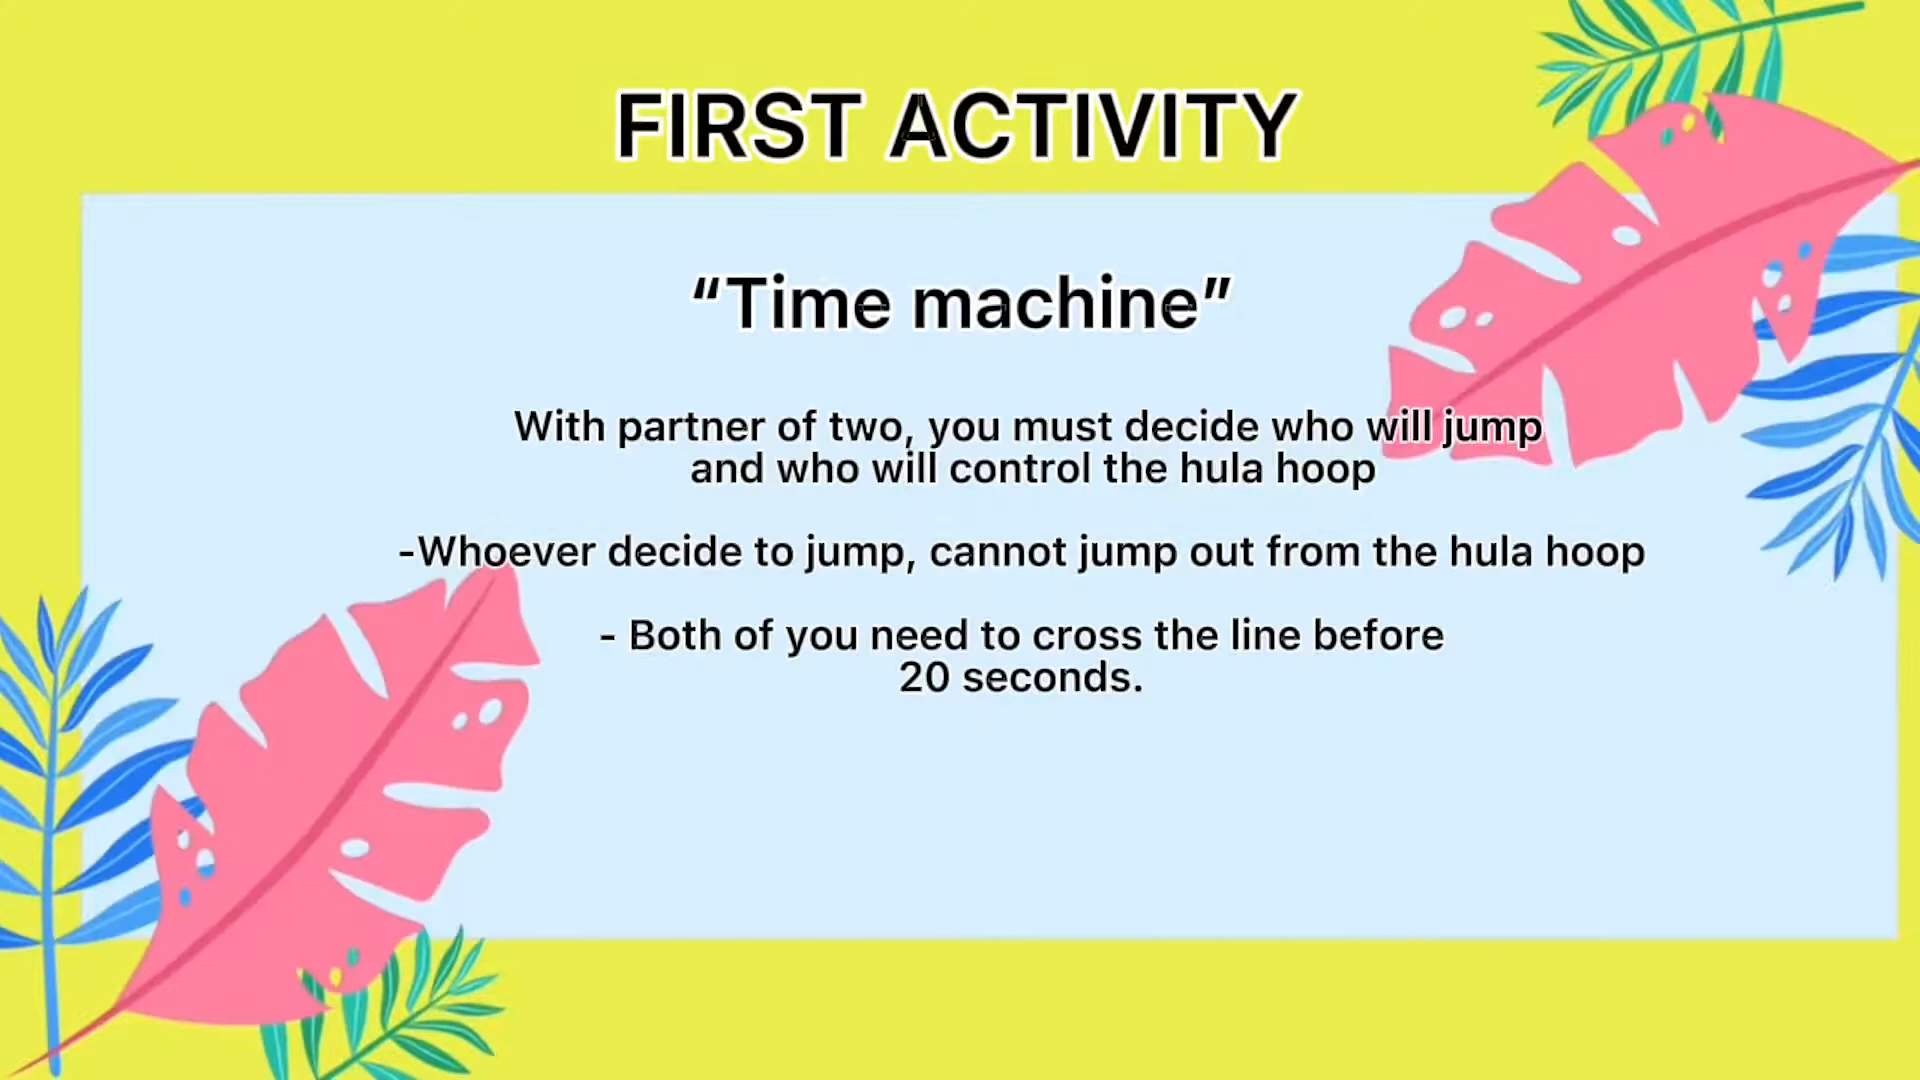 FIRST ACTIVITY
“Time machine”
With partner of two, you must decide who will jump
and who will control the hula hoop
-Whoever decide to jump, cannot jump out from the hula hoop
- Both of you need to cross the line before
20 seconds.